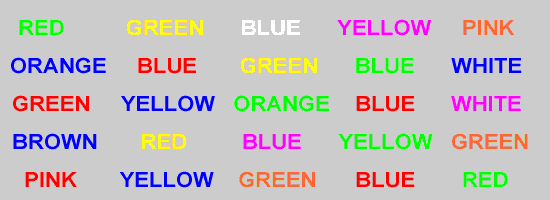 RED GREEN BLUE YELLOW PINK
ORANGE BLUE GREEN BLUE WHITE
GREEN YELLOW ORANGE BLUE WHITE
BROWN RED BLUE YELLOW GREEN
PINK YELLOW GREEN BLUE RED